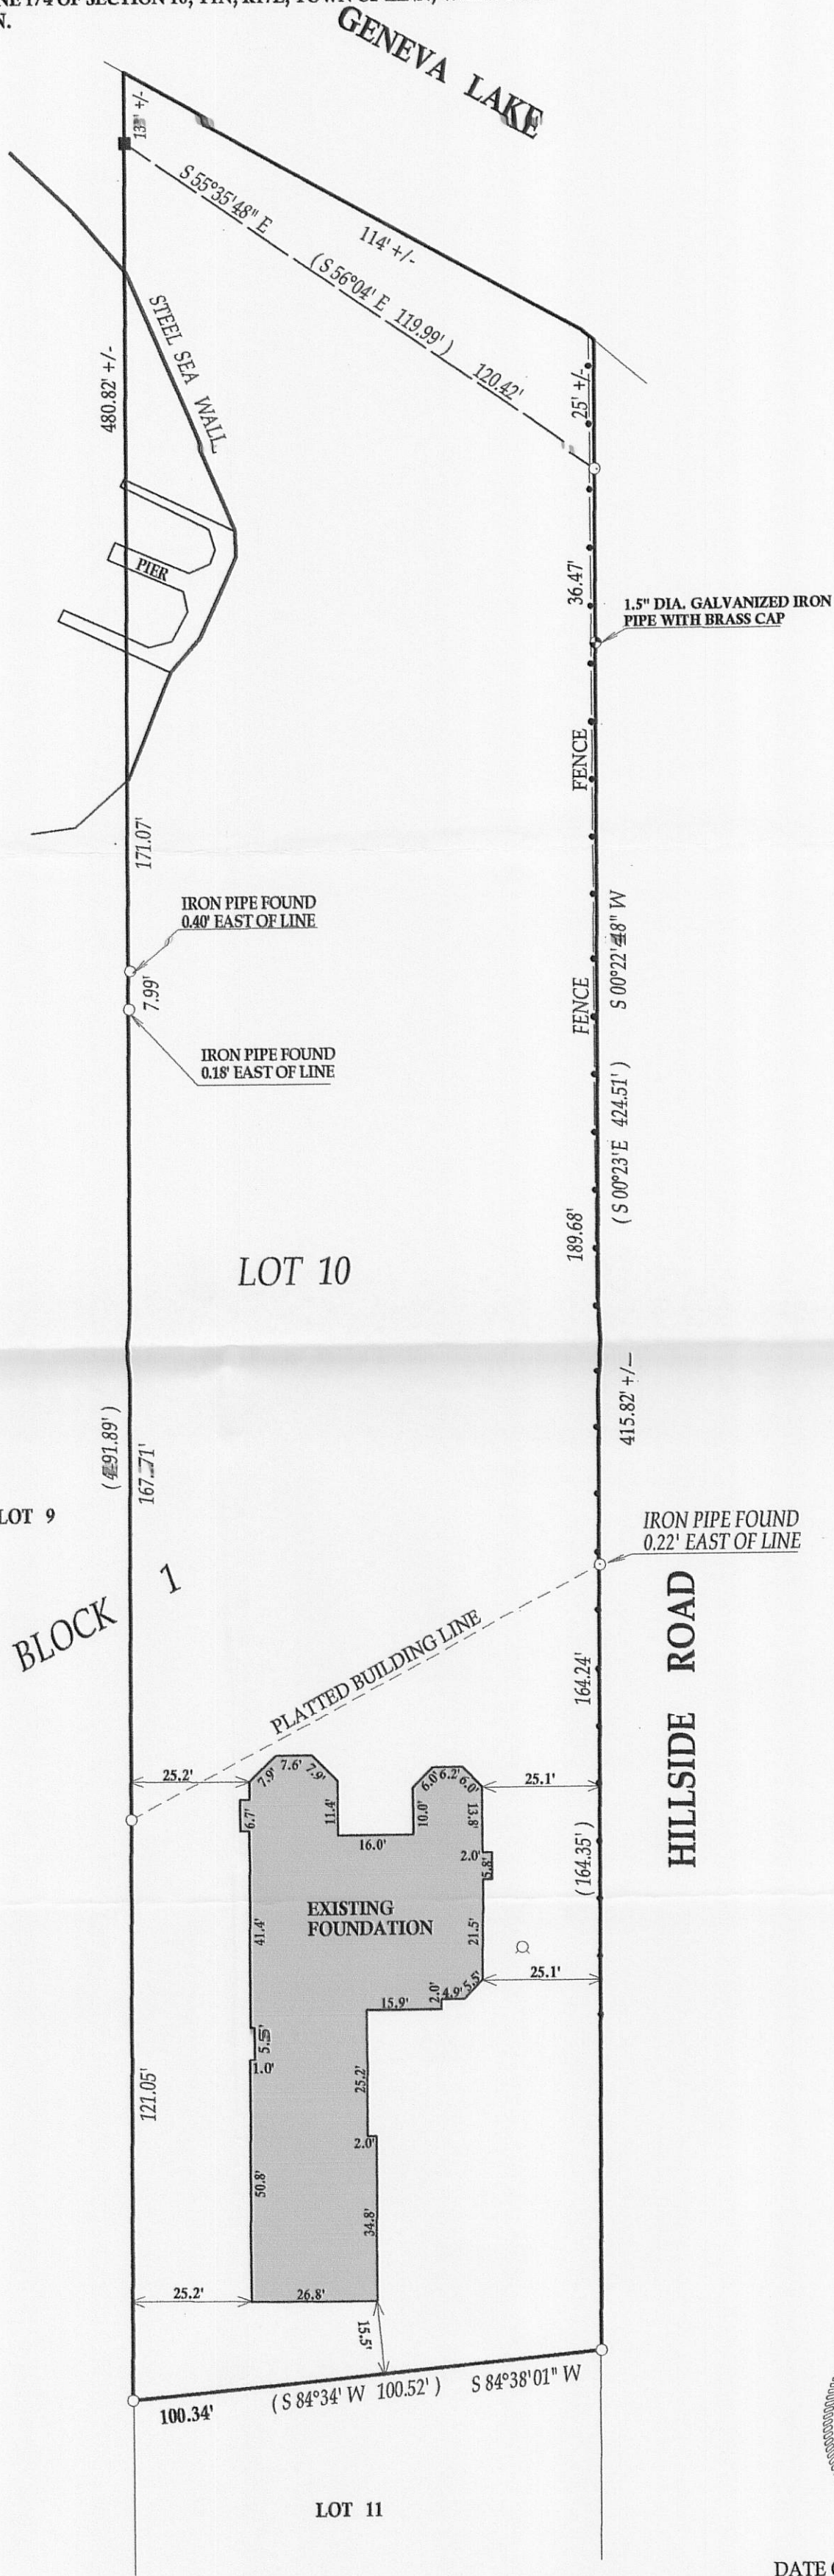 GENEVA LAKE
S 55°35'48" E
114' +/-
( S 56°04' E 119.99' )
120.42'
STEEL SEA WALL
480.82' +/-
25' +/-
PIER
36.47'
1.5" DIA. GALVANIZED IRON
PIPE WITH BRASS CAP
FENCE
171.07'
IRON PIPE FOUND
0.40' EAST OF LINE
7.99'
S 00°22'48" W
FENCE
IRON PIPE FOUND
0.18' EAST OF LINE
( S 00°23'E 424.51' )
189.68'
LOT 10
415.82' +/-
LOT 9
IRON PIPE FOUND
0.22' EAST OF LINE
BLOCK 1
PLATTED BUILDING LINE
HILLSIDE ROAD
164.24'
25.2'
7.9'
7.6'
7.9'
6.0'
6.2'
6.0'
25.1'
6.7'
11.4'
10.0'
13.8'
16.0'
2.0'
5.8'
( 164.35' )
EXISTING
FOUNDATION
41.4'
21.5'
25.1'
15.9'
2.0'
4.9'
5.5'
1.0'
25.2'
121.05'
2.0'
50.8'
34.8'
25.2'
26.8'
15.5'
100.34'
( S 84°34' W 100.52' )
S 84°38'01" W
LOT 11